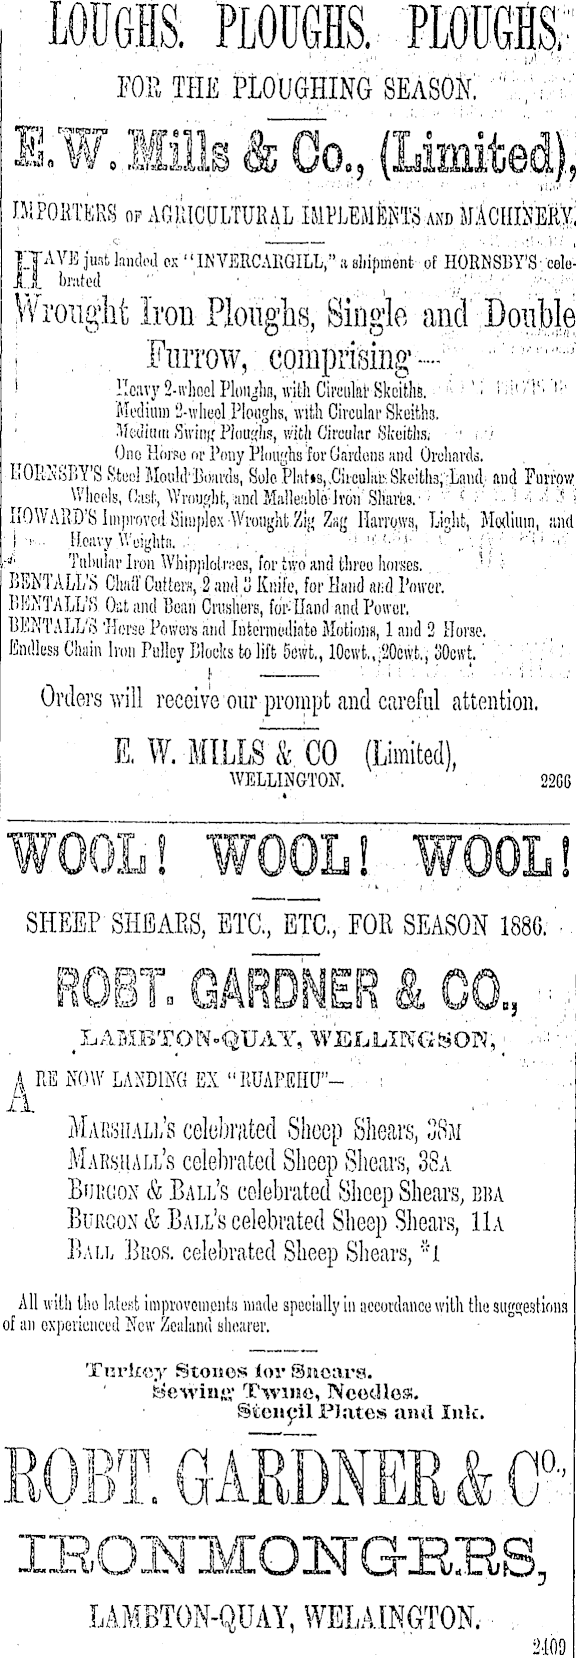 LOUGHS. PLOUGHS. PLOUGHS.
FOR THE PLOUGHING SEASON.
E. W. Mills & Co., (Limited),
IMPORTERS OF AGRICULTURAL IMPLEMENTS AND MACHINERY.
HAVE just landed ex "INVERCARGILL," a shipment of HORNSBY'S cele-
brated
Wrought Iron Ploughs, Single and Double
Furrow, comprising—
Heavy 2-wheel Ploughs, with Circular Skeiths.
Medium 2-wheel Ploughs, with Circular Skeiths.
Medium Swing Ploughs, with Circular Skeiths.
One Horse or Pony Ploughs for Gardens and Orchards.
HORNSBY'S Steel Mould Boards, Sole Plates, Circular Skeiths, Land and Furrow
Wheels, Cast, Wrought, and Malleable Iron Shares.
HOWARD'S Improved Simplex Wrought Zig Zag Harrows, Light, Medium, and
Heavy Weights.
Tubular Iron Whippletrees, for two and three horses.
BENTALL'S Chaff Cutters, 2 and 3 Knife, for Hand and Power.
BENTALL'S Oat and Bean Crushers, for Hand and Power.
BENTALL'S Horse Powers and Intermediate Motions, 1 and 2 Horse.
Endless Chain Iron Pulley Blocks to lift 5cwt., 10cwt., 20cwt., 30cwt.
Orders will receive our prompt and careful attention.
E. W. MILLS & CO (Limited),
WELLINGTON. 2266
WOOL! WOOL! WOOL!
SHEEP SHEARS, ETC., ETC., FOR SEASON 1886.
ROBT. GARDNER & CO.,
LAMBTON-QUAY, WELLINGSON,
ARE NOW LANDING EX "RUAPEHU"—
MARSHALL'S celebrated Sheep Shears, 38M
MARSHALL'S celebrated Sheep Shears, 38A
BURGON & BALL'S celebrated Sheep Shears, BBA
BURGON & BALL'S celebrated Sheep Shears, 11A
BALL BROS. celebrated Sheep Shears, *1
All with the latest improvements made specially in accordance with the suggestions
of an experienced New Zealand shearer.
Turkey Stones for Shears.
Sewing Twine, Needles.
Stencil Plates and Ink.
ROBT. GARDNER & CO.,
IRONMONGRRS,
LAMBTON-QUAY, WELAINGTON.
2409